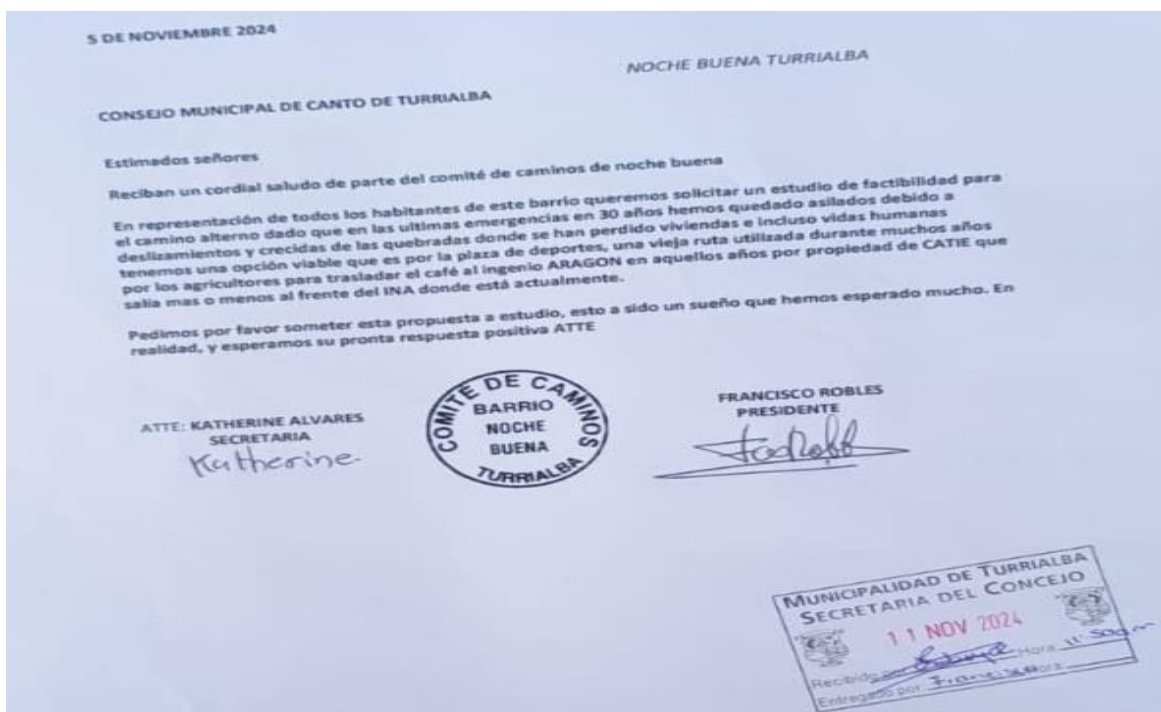 5 DE NOVIEMBRE 2024
NOCHE BUENA TURRIALBA
CONSEJO MUNICIPAL DE CANTO DE TURRIALBA
Estimados señores
Reciban un cordial saludo de parte del comité de caminos de noche buena
En representación de todos los habitantes de este barrio queremos solicitar un estudio de factibilidad para
el camino alterno dado que en las ultimas emergencias en 30 años hemos quedado asilados debido a
deslizamientos y crecidas de las quebradas donde se han perdido viviendas e incluso vidas humanas
tenemos una opción viable que es por la plaza de deportes, una vieja ruta utilizada durante muchos años
por los agricultores para trasladar el café al ingenio ARAGON en aquellos años por propiedad de CATIE que
salia mas o menos al frente del INA donde está actualmente.
Pedimos por favor someter esta propuesta a estudio, esto a sido un sueño que hemos esperado mucho. En
realidad, y esperamos su pronta respuesta positiva ATTE
ATTE: KATHERINE ALVARES
SECRETARIA
Katherine
COMITÉ DE CAMINOS
BARRIO
NOCHE
BUENA
TURRIALBA
FRANCISCO ROBLES
PRESIDENTE
MUNICIPALIDAD DE TURRIALBA
SECRETARIA DEL CONCEJO
11 NOV 2024
Recibido por Hora 11:50am
Entregado por: Hora